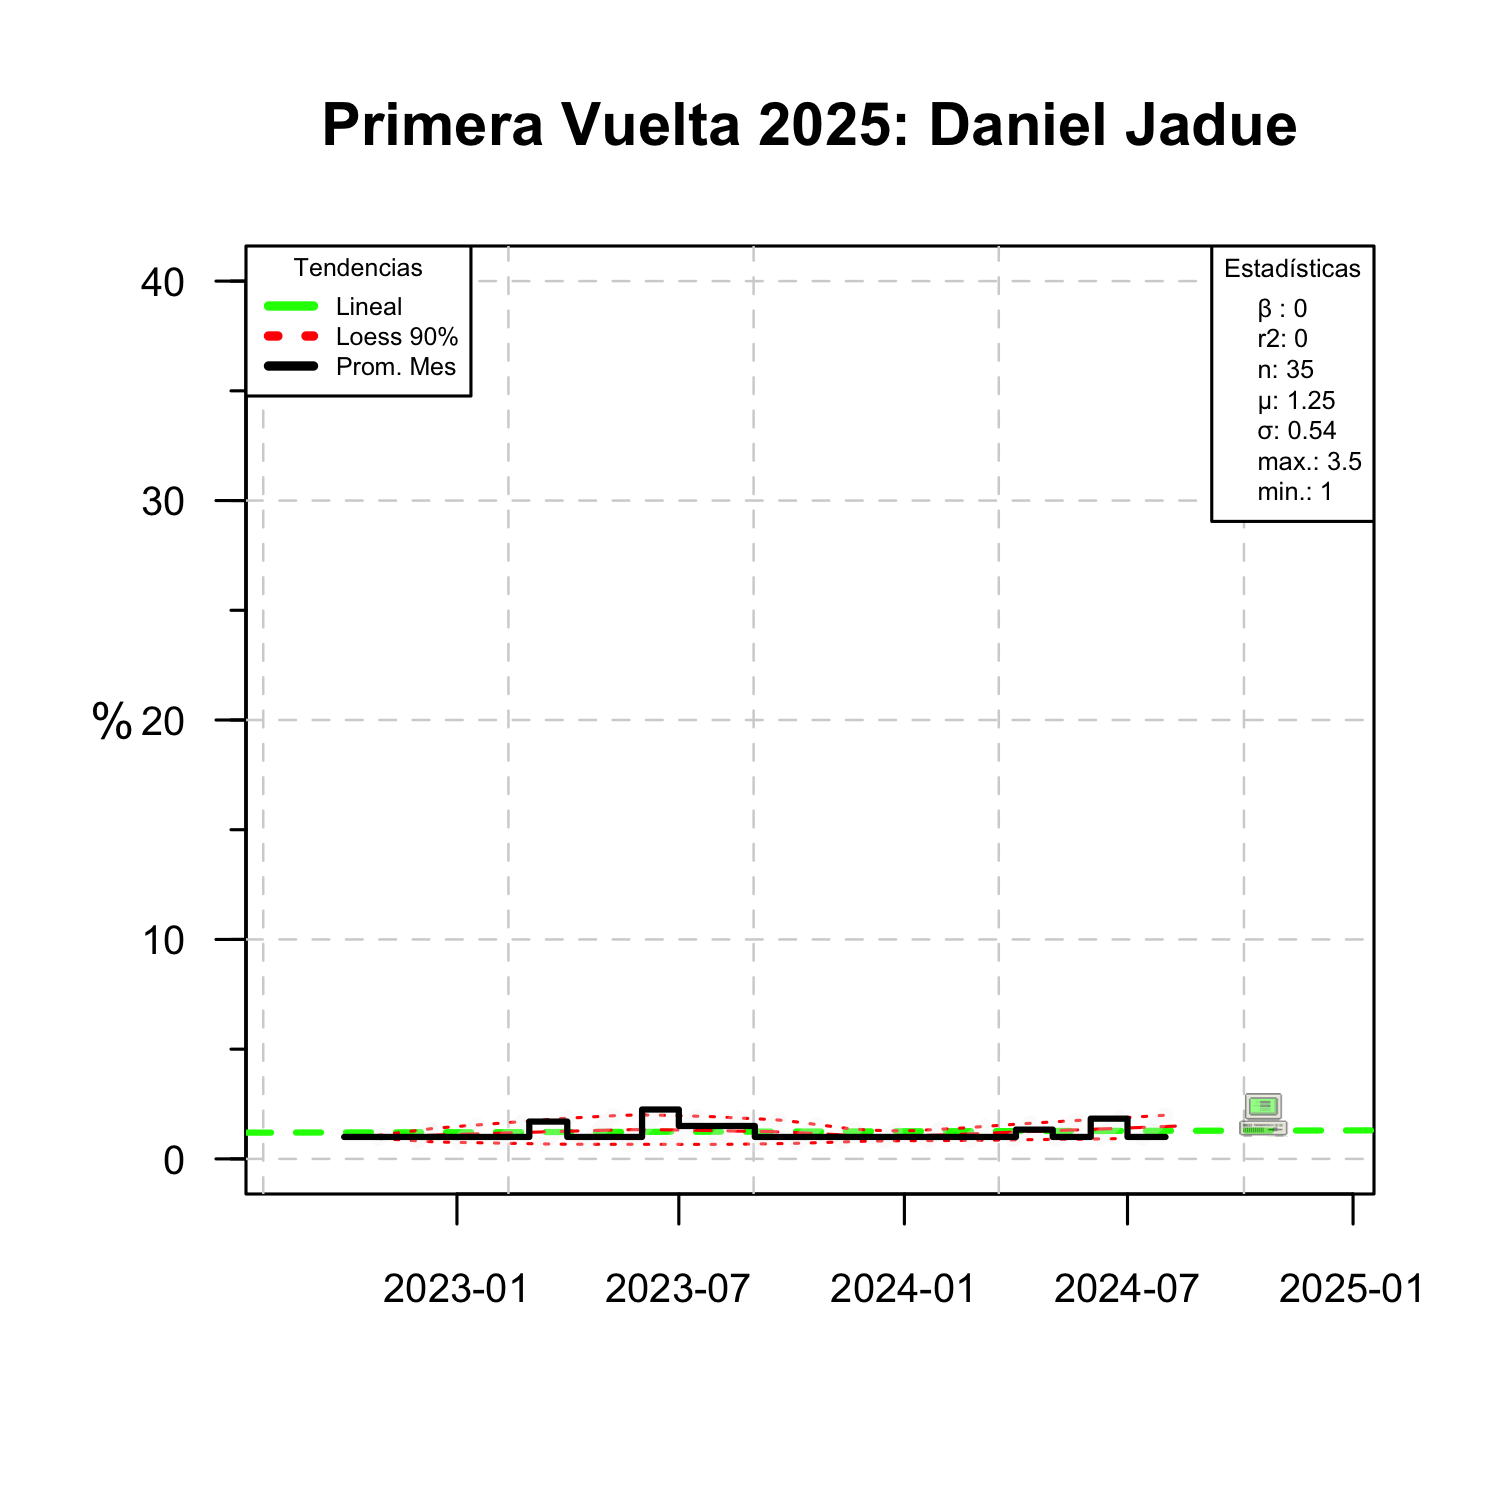 Primera Vuelta 2025: Daniel Jadue
Tendencias
Lineal
Loess 90%
Prom. Mes
Estadísticas
β : 0
r2: 0
n: 35
μ: 1.25
σ: 0.54
max.: 3.5
min.: 1
40
30
% 20
10
0
2023-01 2023-07 2024-01 2024-07 2025-01